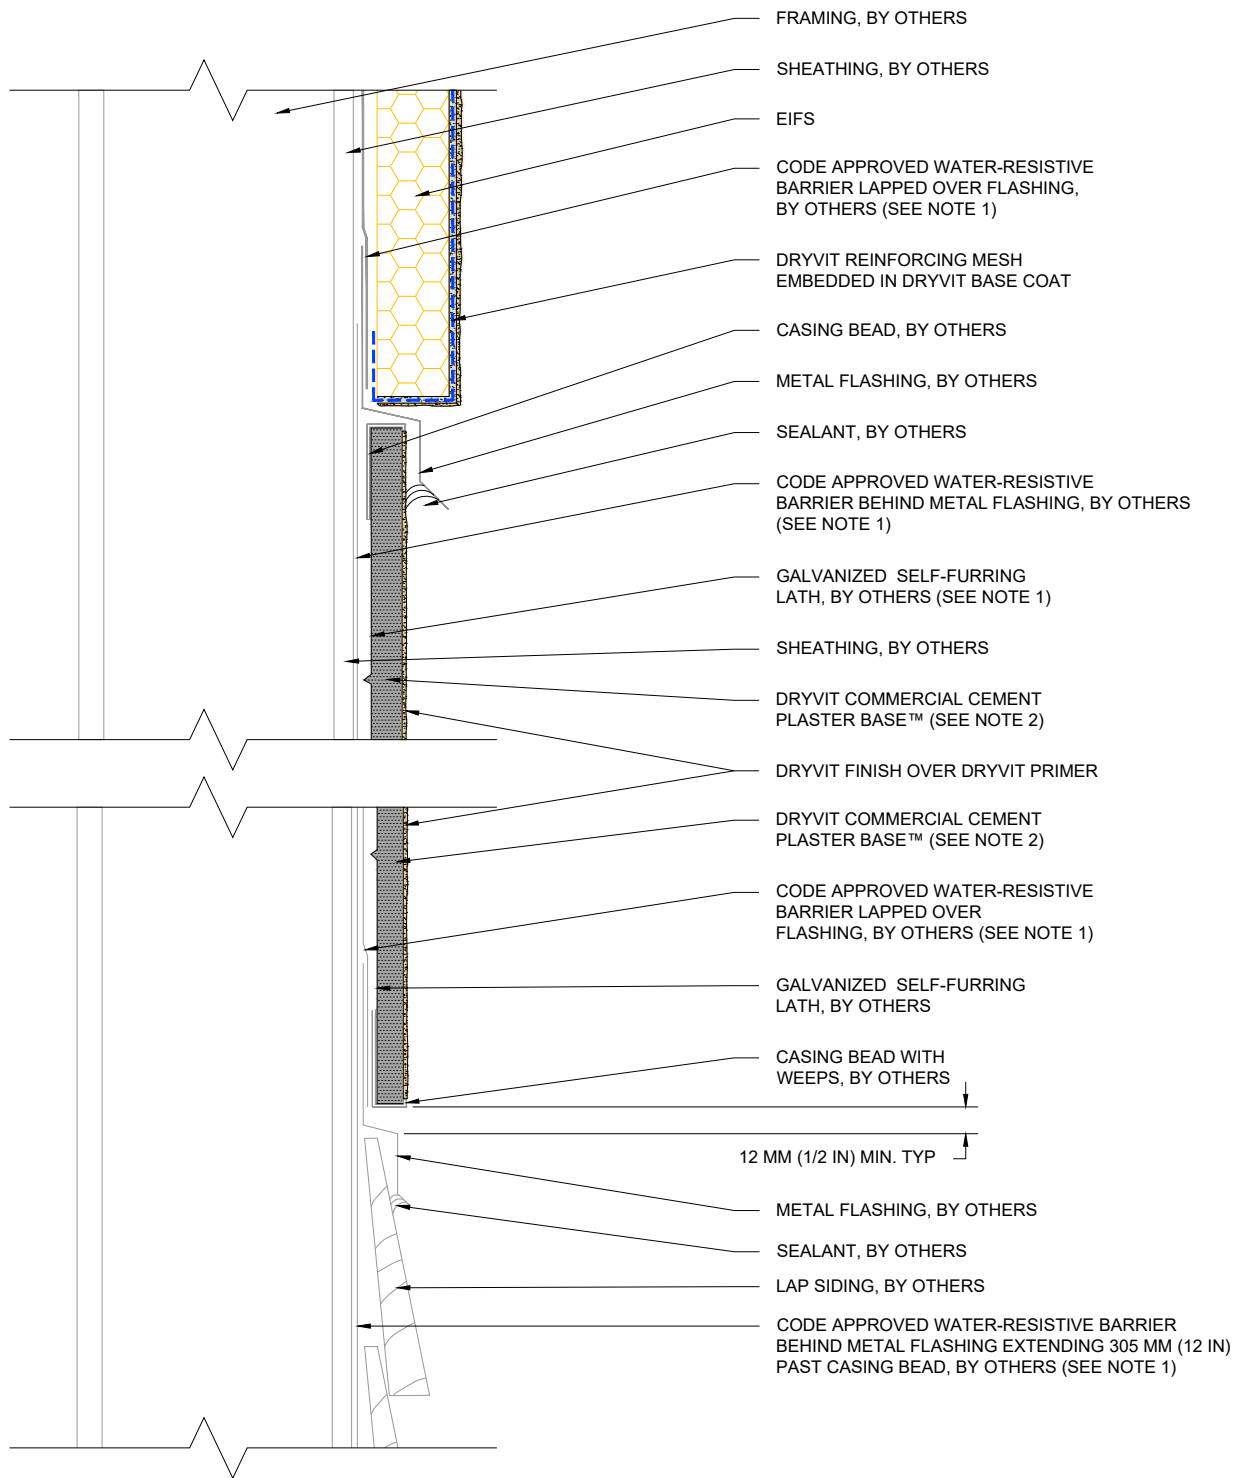 FRAMING, BY OTHERS
SHEATHING, BY OTHERS
EIFS
CODE APPROVED WATER-RESISTIVE
BARRIER LAPPED OVER FLASHING,
BY OTHERS (SEE NOTE 1)
DRYVIT REINFORCING MESH
EMBEDDED IN DRYVIT BASE COAT
CASING BEAD, BY OTHERS
METAL FLASHING, BY OTHERS
SEALANT, BY OTHERS
CODE APPROVED WATER-RESISTIVE
BARRIER BEHIND METAL FLASHING, BY OTHERS
(SEE NOTE 1)
GALVANIZED SELF-FURRING
LATH, BY OTHERS (SEE NOTE 1)
SHEATHING, BY OTHERS
DRYVIT COMMERCIAL CEMENT
PLASTER BASE™ (SEE NOTE 2)
DRYVIT FINISH OVER DRYVIT PRIMER
DRYVIT COMMERCIAL CEMENT
PLASTER BASE™ (SEE NOTE 2)
CODE APPROVED WATER-RESISTIVE
BARRIER LAPPED OVER
FLASHING, BY OTHERS (SEE NOTE 1)
GALVANIZED SELF-FURRING
LATH, BY OTHERS
CASING BEAD WITH
WEEPS, BY OTHERS
12 MM (1/2 IN) MIN. TYP
METAL FLASHING, BY OTHERS
SEALANT, BY OTHERS
LAP SIDING, BY OTHERS
CODE APPROVED WATER-RESISTIVE BARRIER
BEHIND METAL FLASHING EXTENDING 305 MM (12 IN)
PAST CASING BEAD, BY OTHERS (SEE NOTE 1)